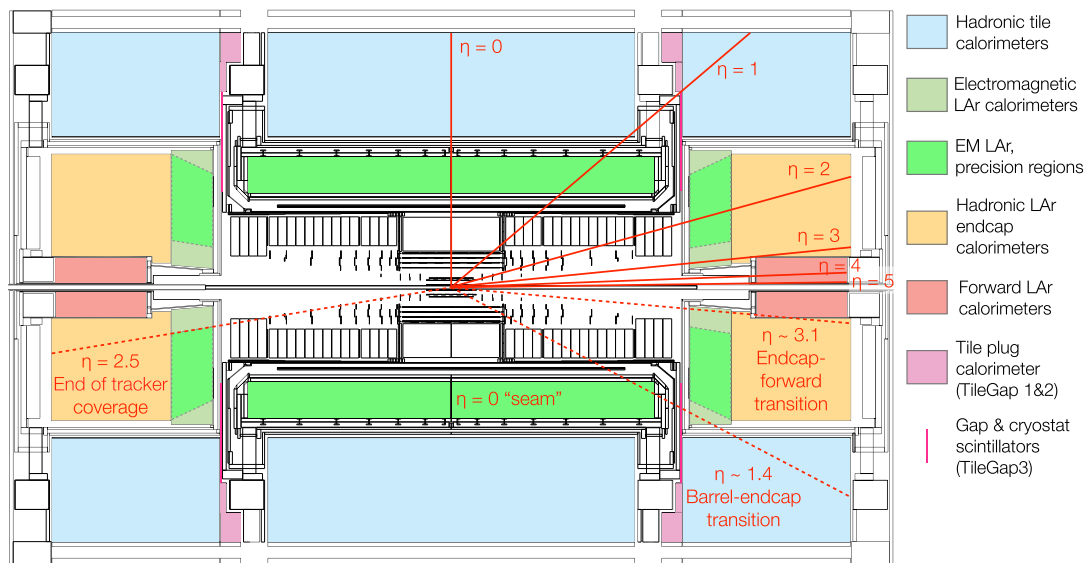 η = 0
η = 1
η = 2
η = 3
η = 4
η = 5
η = 2.5
End of tracker
coverage
η = 0 “seam”
η ~ 3.1
Endcap-
forward
transition
η ~ 1.4
Barrel-endcap
transition
Hadronic tile
calorimeters
Electromagnetic
LAr calorimeters
EM LAr,
precision regions
Hadronic LAr
endcap
calorimeters
Forward LAr
calorimeters
Tile plug
calorimeter
(TileGap 1&2)
Gap & cryostat
scintillators
(TileGap3)